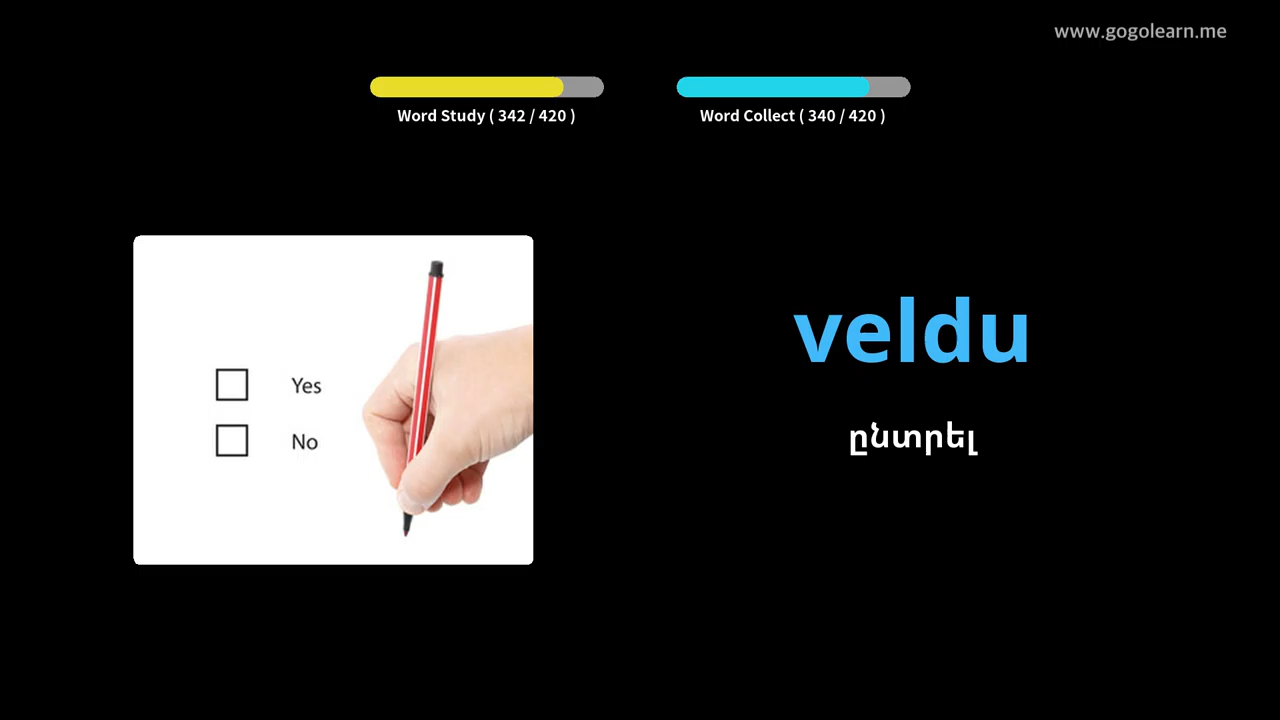 www.gogolearn.me
Word Study ( 342 / 420 )
Word Collect ( 340 / 420 )
Yes
No
veldu
ընտրել